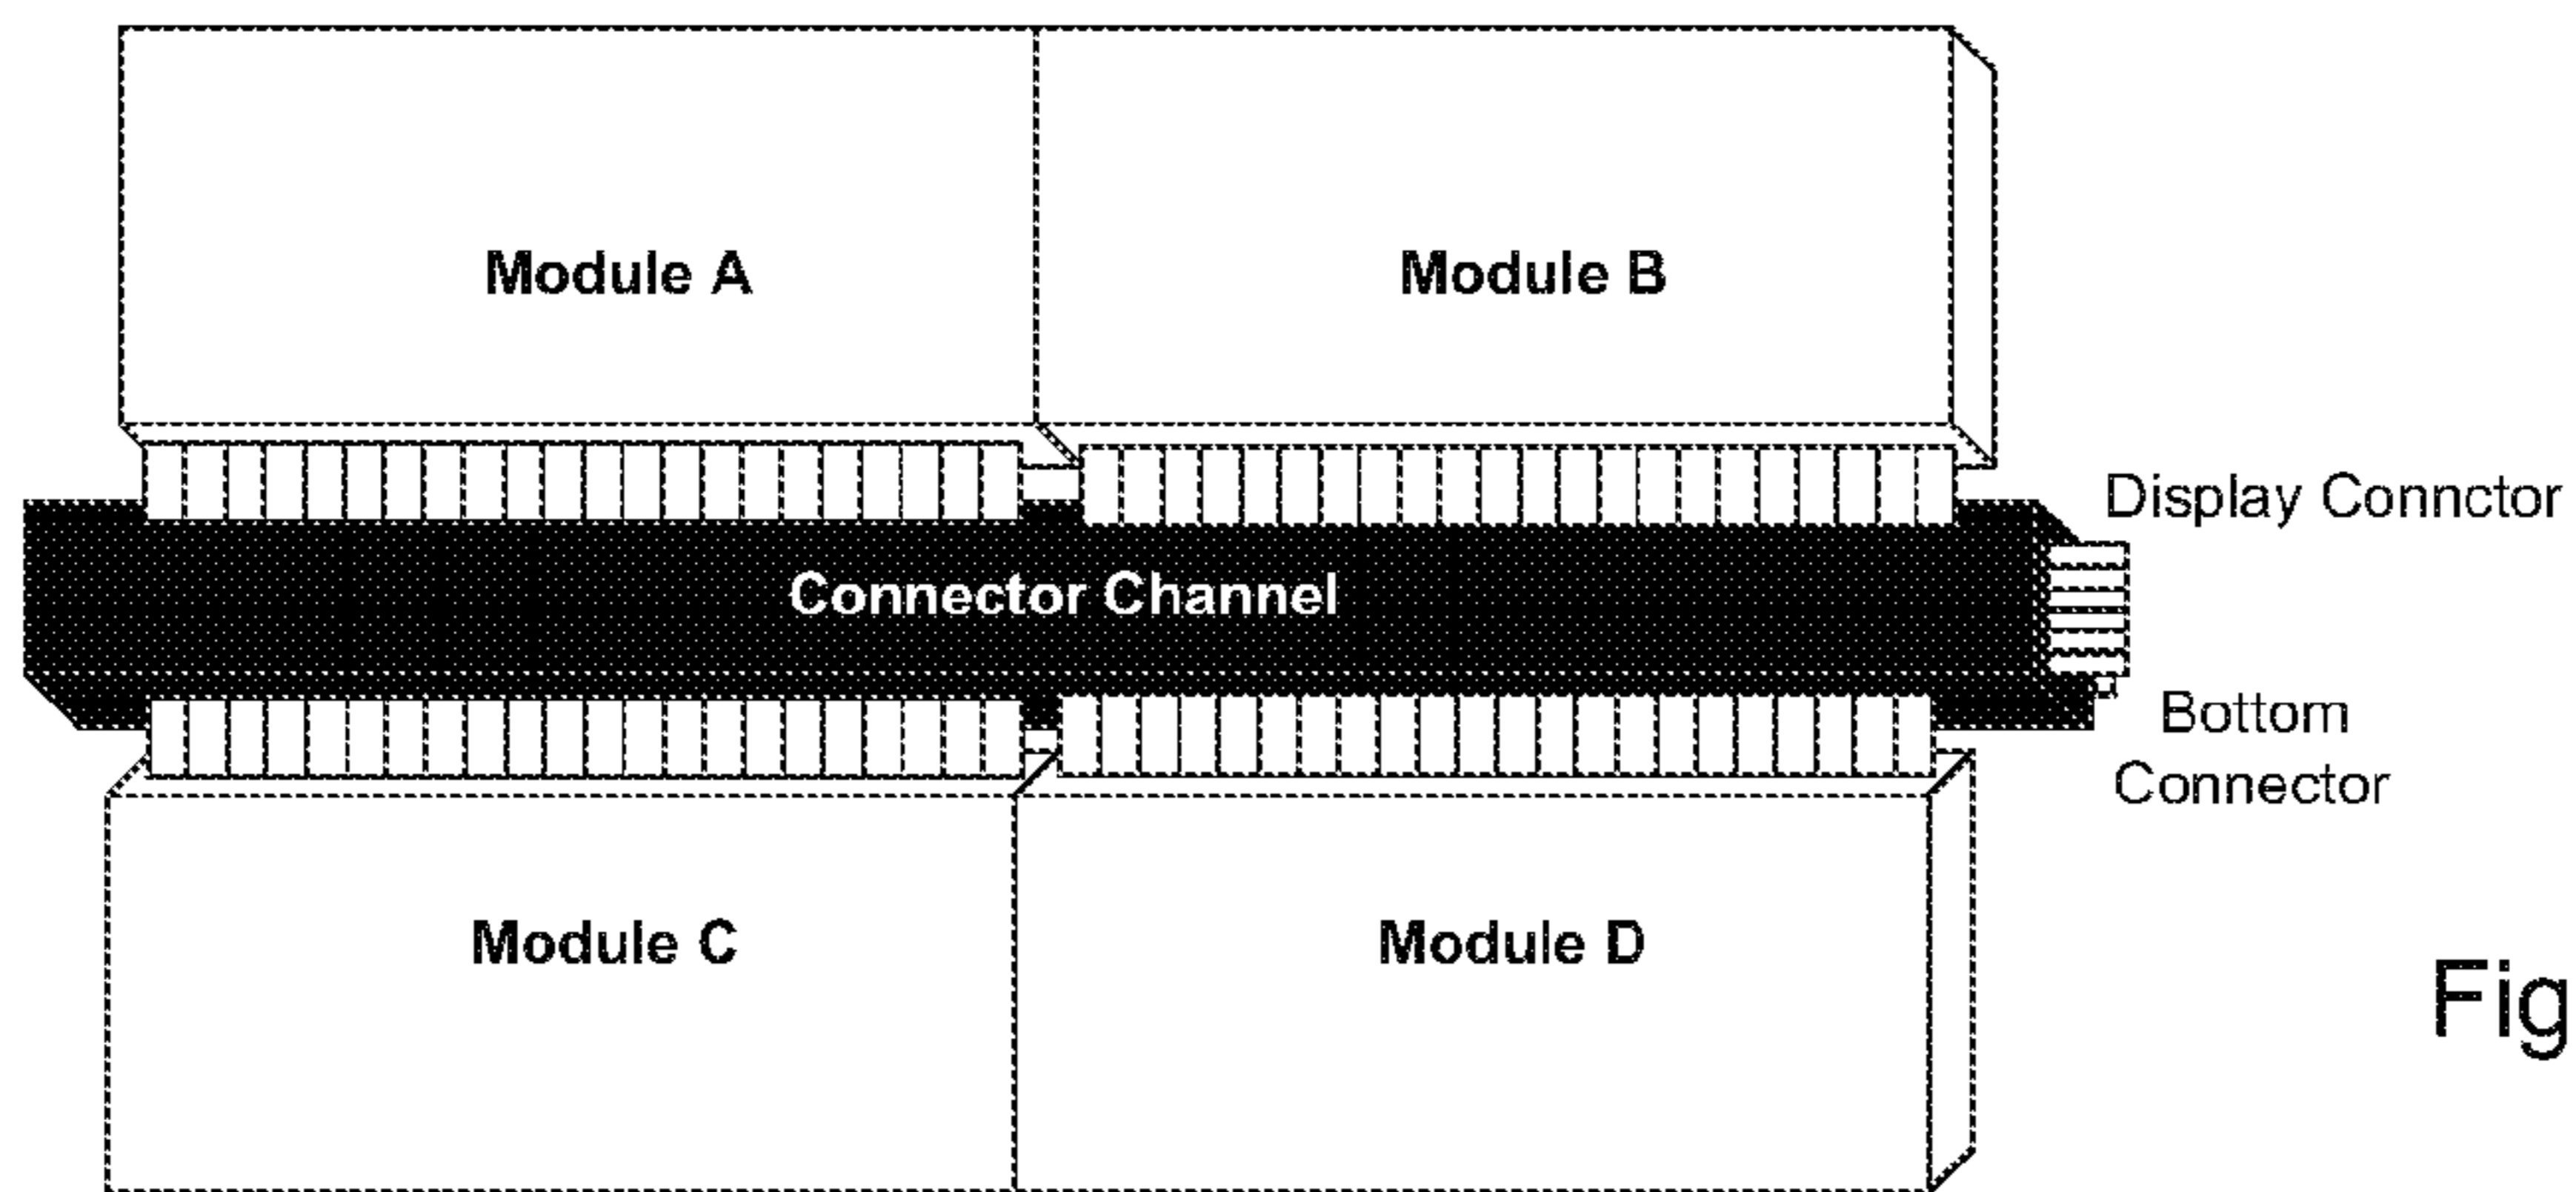 Module A
Module B
Display Connctor
Connector Channel
Bottom
Connector
Module C
Module D
Fig